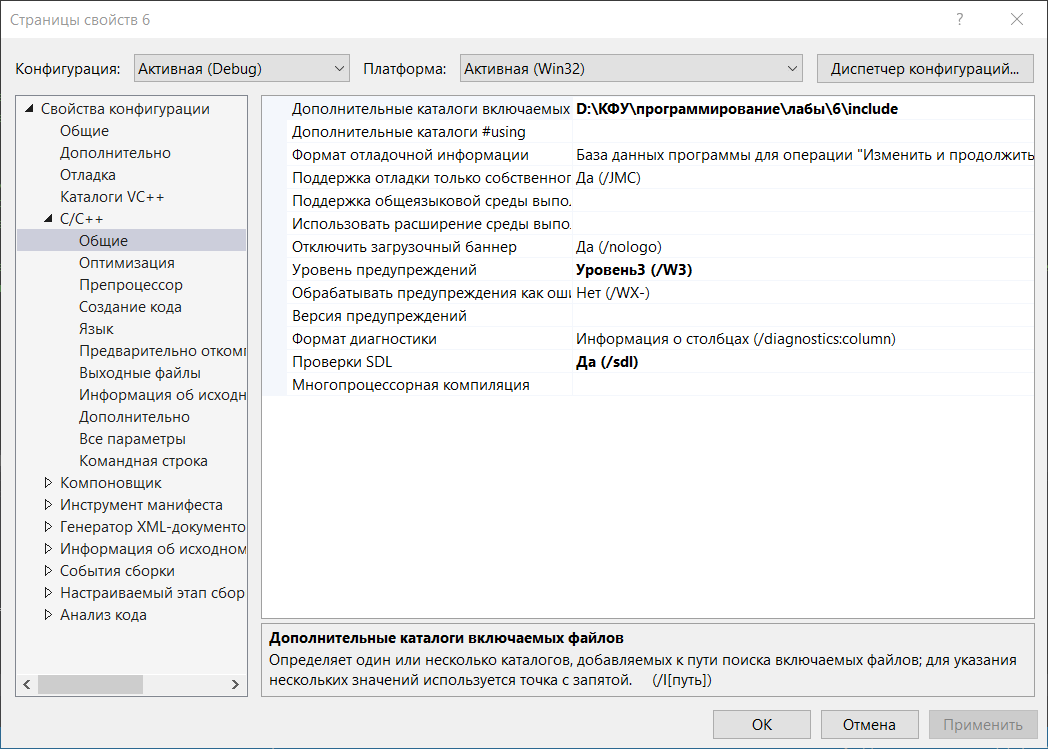 Страницы свойств 6
?
Конфигурация: Активная (Debug) Платформа: Активная (Win32) Диспетчер конфигураций...
Свойства конфигурации
Общие
Дополнительно
Отладка
Каталоги VC++
C/C++
Общие
Оптимизация
Препроцессор
Создание кода
Язык
Предварительно отком
Выходные файлы
Информация об исходн
Дополнительно
Все параметры
Командная строка
Компоновщик
Инструмент манифеста
Генератор XML-документо
Информация об исходном
События сборки
Настраиваемый этап сбор
Анализ кода
Дополнительные каталоги включаемых D:\КФУ\программирование\лабы\6\include
Дополнительные каталоги #using
Формат отладочной информации База данных программы для операции "Изменить и продолжить
Поддержка отладки только собственног Да (/JMC)
Поддержка общеязыковой среды выпо.
Использовать расширение среды выпо.
Отключить загрузочный баннер Да (/nologo)
Уровень предупреждений Уровень3 (/W3)
Обрабатывать предупреждения как оши Нет (/WX-)
Версия предупреждений
Формат диагностики Информация о столбцах (/diagnostics:column)
Проверки SDL Да (/sdl)
Многопроцессорная компиляция
Дополнительные каталоги включаемых файлов
Определяет один или несколько каталогов, добавляемых к пути поиска включаемых файлов; для указания
нескольких значений используется точка с запятой. (/I[путь])
ОК Отмена Применить